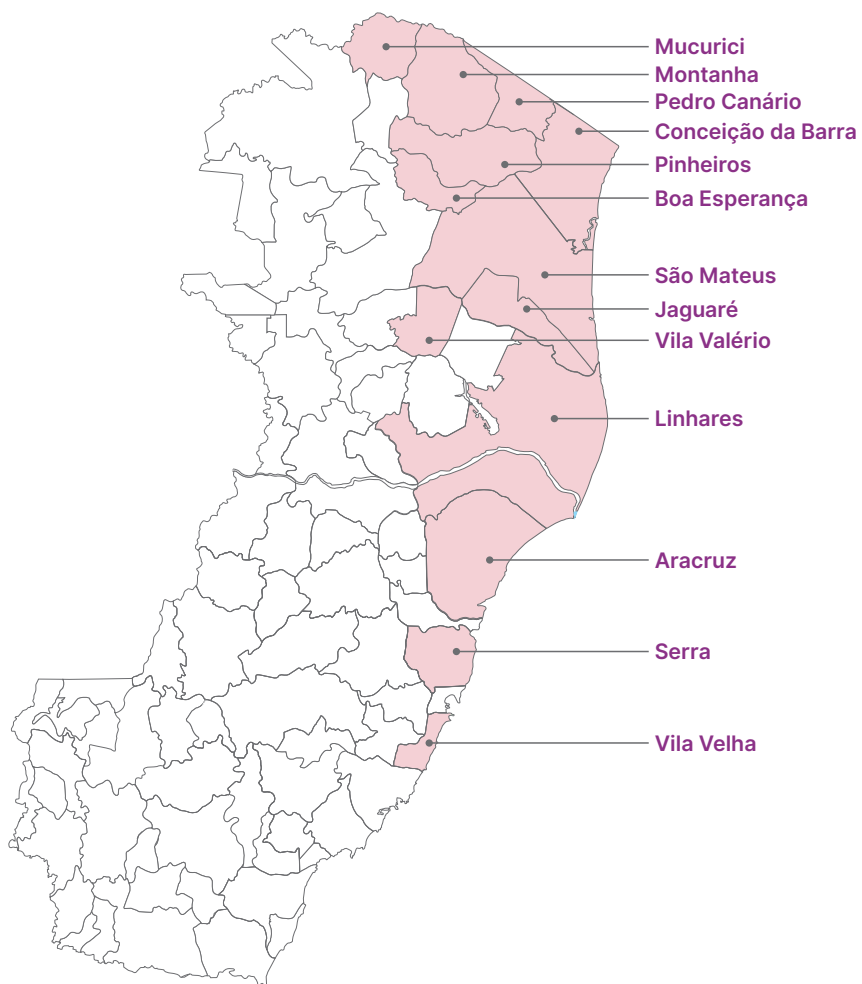 Mucurici
Montanha
Pedro Canário
Conceição da Barra
Pinheiros
Boa Esperança
São Mateus
Jaguaré
Vila Valério
Linhares
Aracruz
Serra
Vila Velha